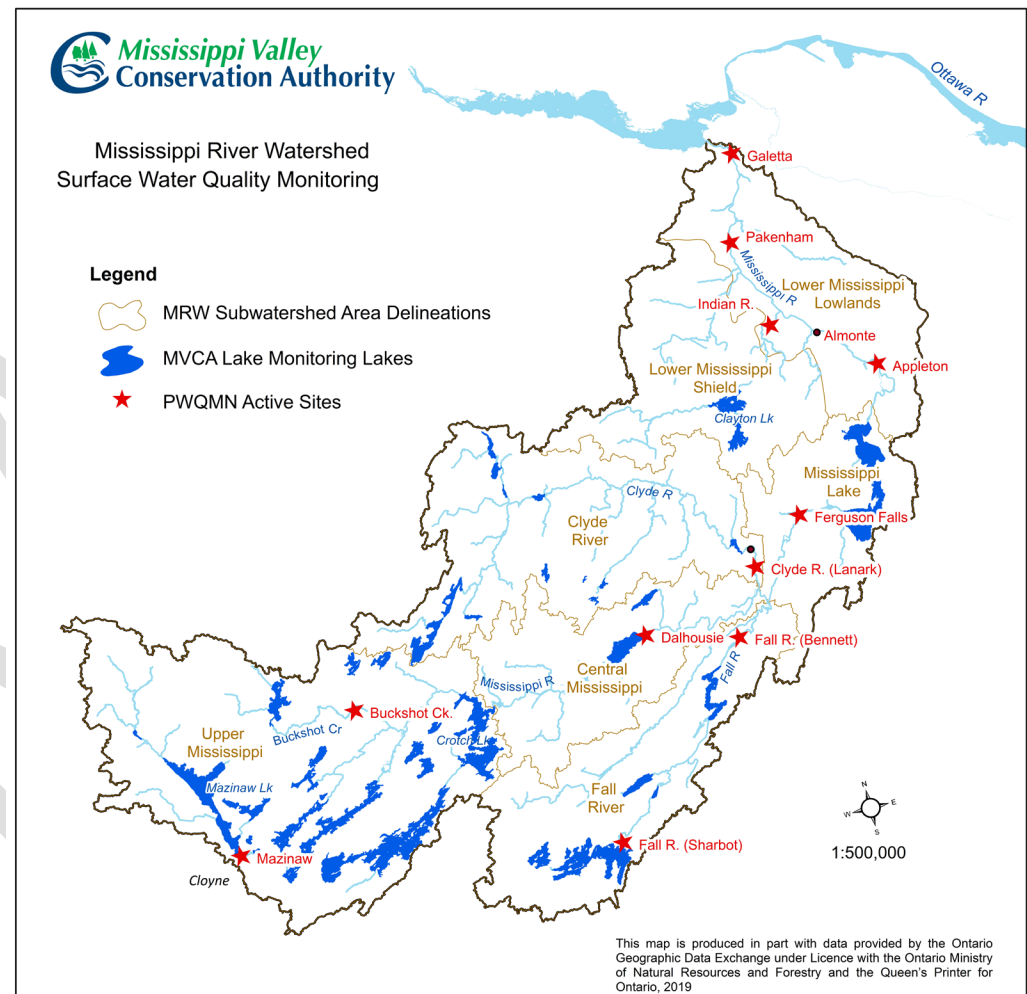 Mississippi Valley
Conservation Authority
Mississippi River Watershed
Surface Water Quality Monitoring
Legend
MRW Subwatershed Area Delineations
MVCA Lake Monitoring Lakes
PWQMN Active Sites
Ottawa R
Galetta
Pakenham
Mississippi R
Lower Mississippi
Lowlands
Indian R.
Almonte
Appleton
Lower Mississippi
Shield
Clayton Lk
Mississippi
Lake
Clyde R
Clyde
River
Ferguson Falls
Clyde R. (Lanark)
Dalhousie
Fall R. (Bennett)
Fall R
Central
Mississippi
Mississippi R
Buckshot Ck.
Buckshot Cr
Upper
Mississippi
Crotch Lk
Mazinaw Lk
Fall
River
Fall R. (Sharbot)
Mazinaw
Cloyne
N
W
E
S
1:500,000
This map is produced in part with data provided by the Ontario
Geographic Data Exchange under Licence with the Ontario Ministry
of Natural Resources and Forestry and the Queen's Printer for
Ontario, 2019